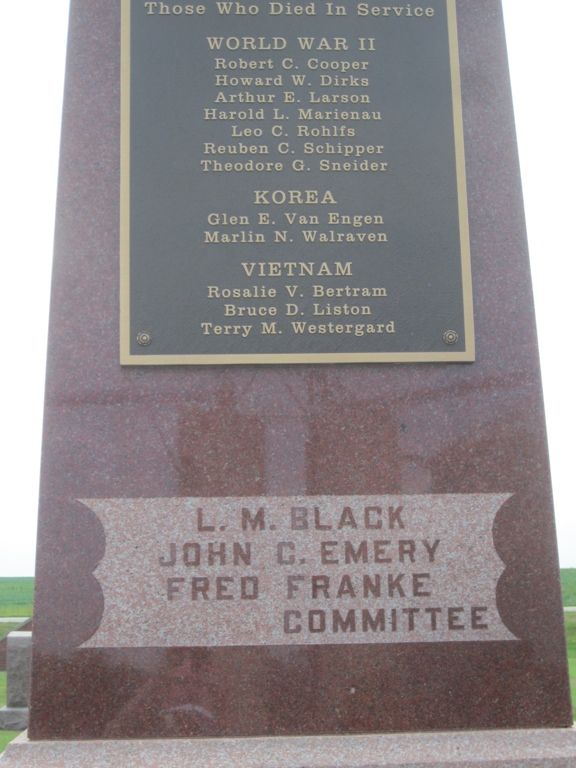 Those Who Died In Service
WORLD WAR II
Robert C. Cooper
Howard W. Dirks
Arthur E. Larson
Harold L. Marienau
Leo C. Rohlfs
Reuben C. Schipper
Theodore G. Sneider
KOREA
Glen E. Van Engen
Marlin N. Walraven
VIETNAM
Rosalie V. Bertram
Bruce D. Liston
Terry M. Westergard
L. M. BLACK
JOHN C. EMERY
FRED FRANKE
COMMITTEE